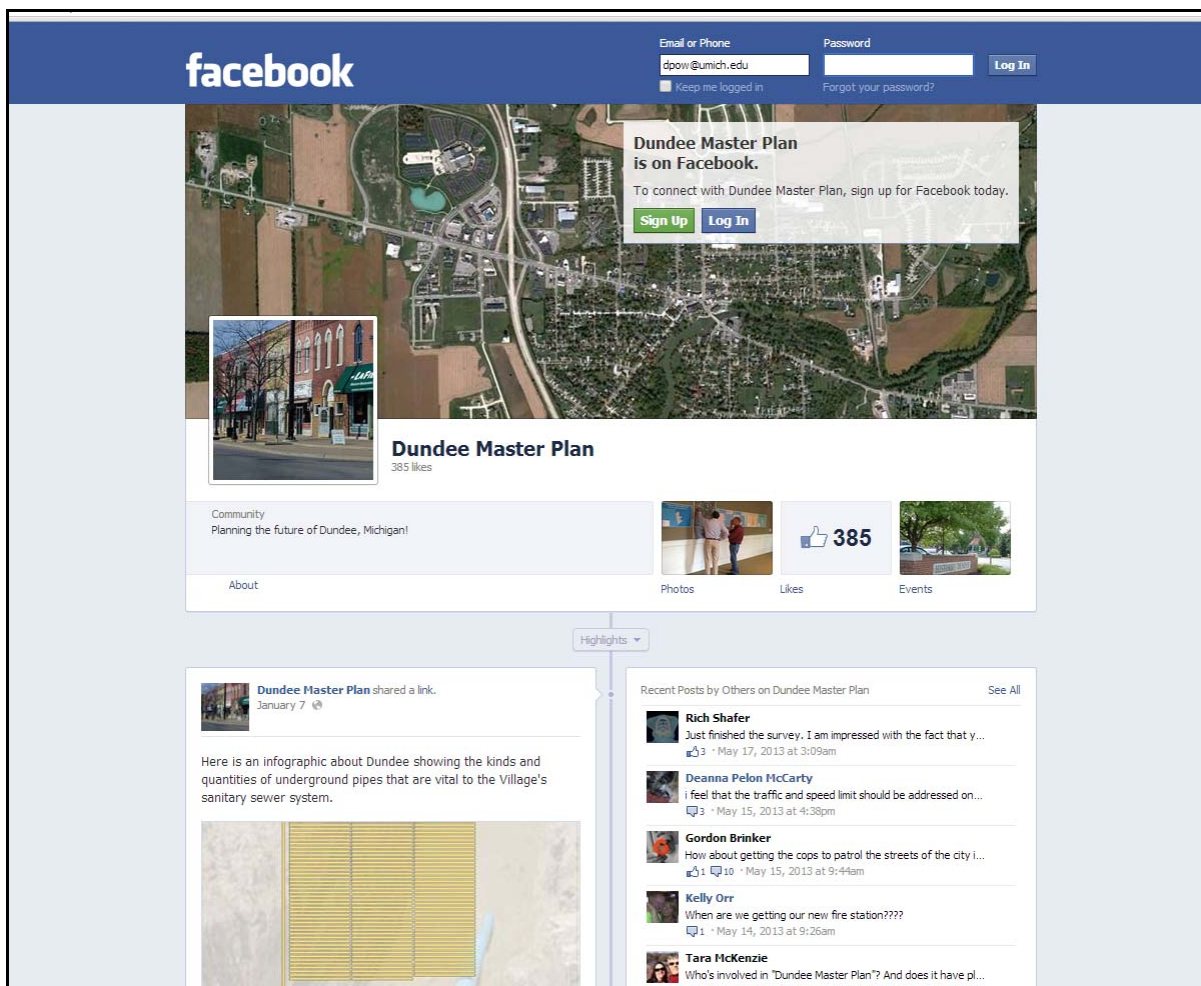 facebook
Email or Phone
Password
dpow@umich.edu
Log In
Keep me logged in
Forgot your password?
Dundee Master Plan
is on Facebook.
To connect with Dundee Master Plan, sign up for Facebook today.
Sign Up
Log In
Dundee Master Plan
385 likes
Community
Planning the future of Dundee, Michigan!
About
385
Photos
Likes
Events
Highlights
Dundee Master Plan shared a link.
January 7
Here is an infographic about Dundee showing the kinds and
quantities of underground pipes that are vital to the Village's
sanitary sewer system.
Recent Posts by Others on Dundee Master Plan
See All
Rich Shafer
Just finished the survey. I am impressed with the fact that y...
3 · May 17, 2013 at 3:09am
Deanna Pelon McCarty
i feel that the traffic and speed limit should be addressed on...
3 · May 15, 2013 at 4:38pm
Gordon Brinker
How about getting the cops to patrol the streets of the city i...
1 10 · May 15, 2013 at 9:44am
Kelly Orr
When are we getting our new fire station????
1 · May 14, 2013 at 9:26am
Tara McKenzie
Who's involved in "Dundee Master Plan"? And does it have pl...